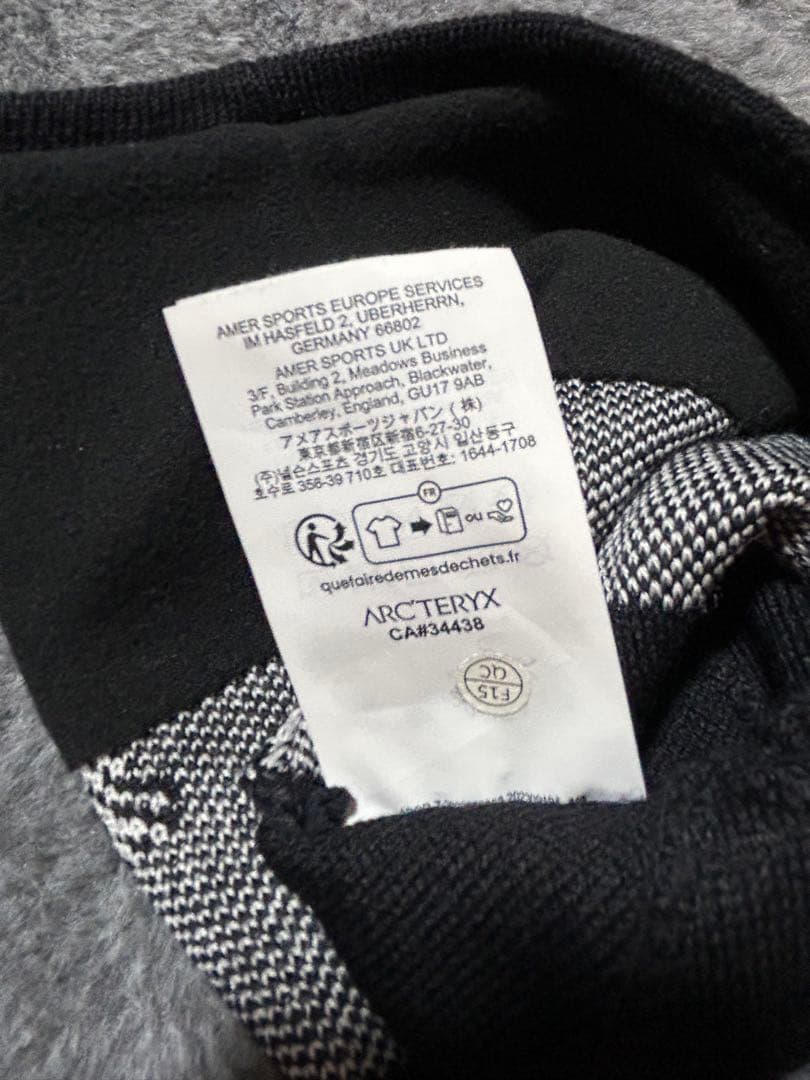 AMER SPORTS EUROPE SERVICES
IM HASFELD 2, UBERHERRN,
GERMANY 66802
AMER SPORTS UK LTD
3/F, Building 2, Meadows Business
Park Station Approach, Blackwater,
Camberley, England, GU17 9AB
アメアスポーツジャパン(株)
東京都新宿区新宿6-27-30
(주)넬슨스포츠 경기도 고양시 일산동구
호수로 358-39 710호 대표번호: 1644-1708
FR
OU
quefairedemesdechets.fr
ARC'TERYX
CA#34438
F15
QC